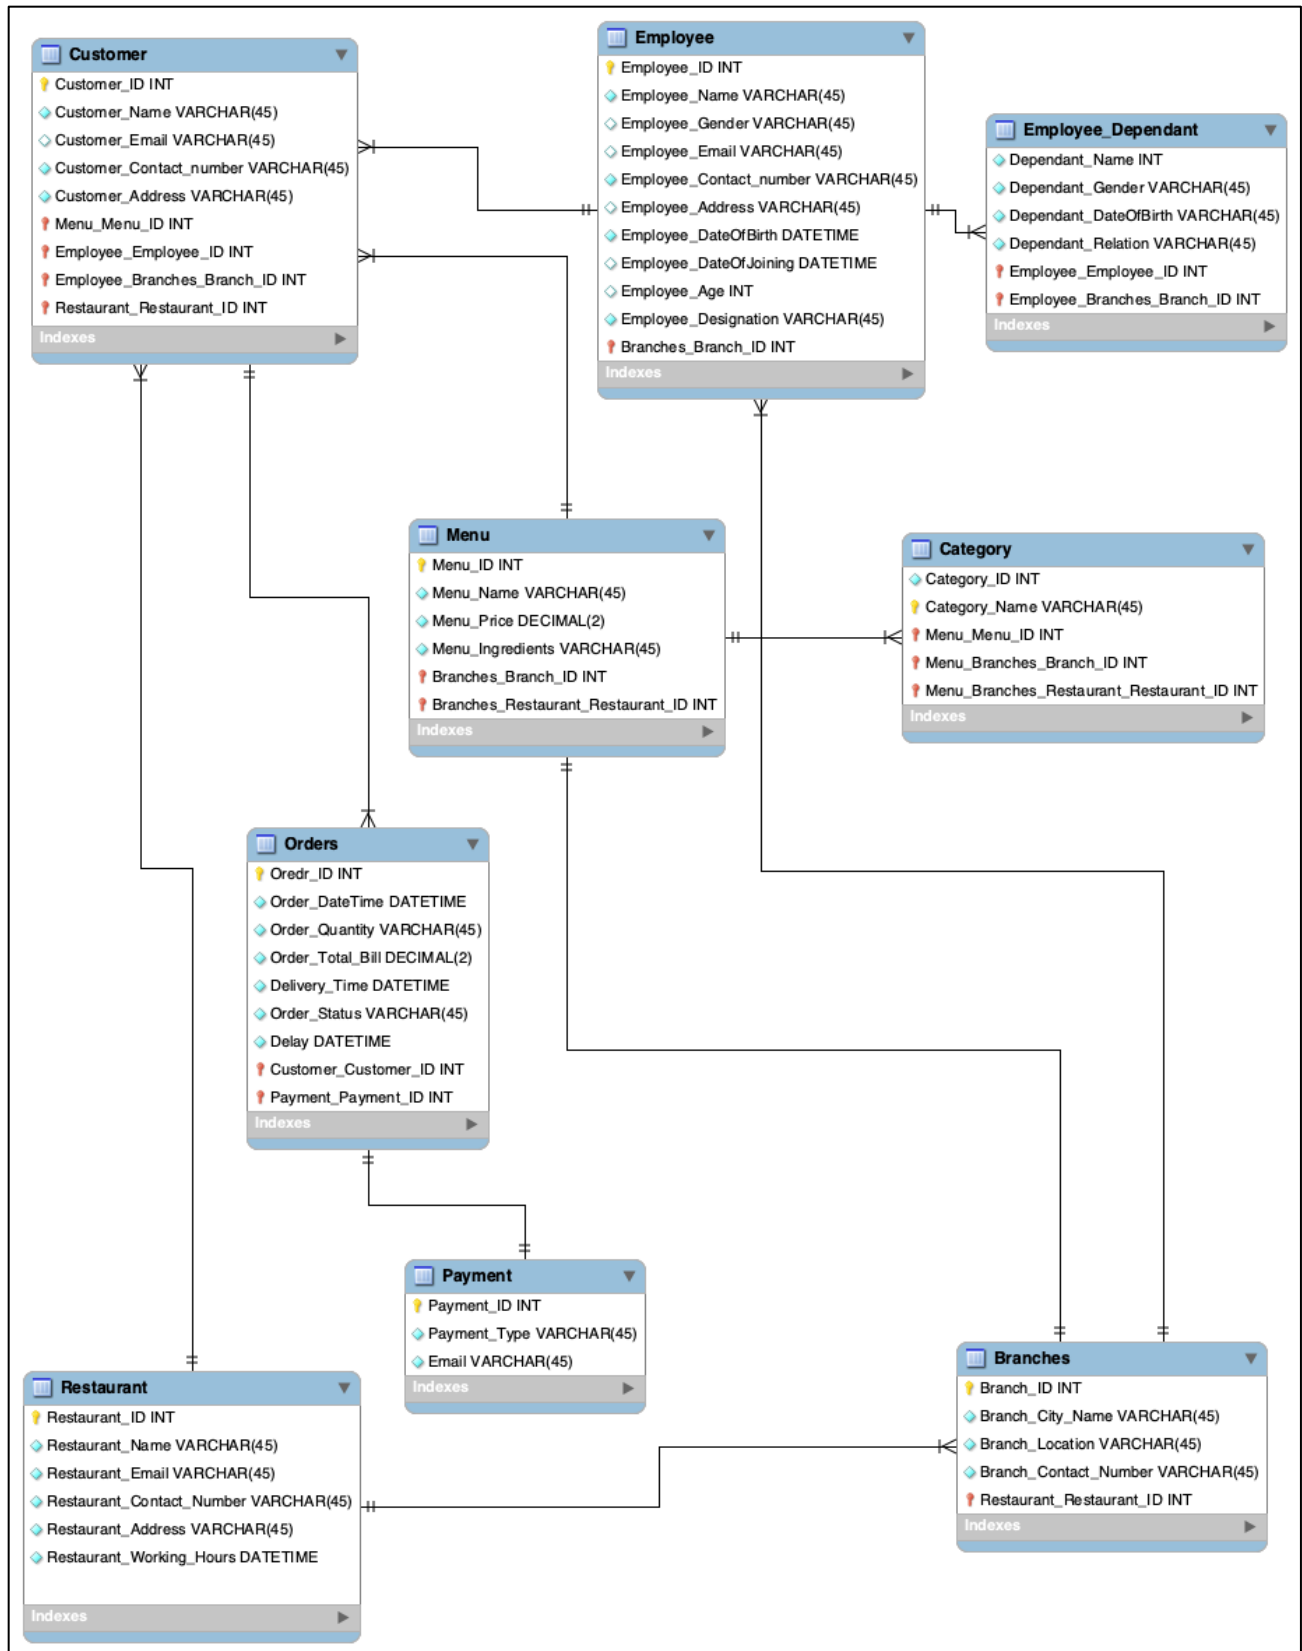 Customer
Customer_ID INT
Customer_Name VARCHAR(45)
Customer_Email VARCHAR(45)
Customer_Contact_number VARCHAR(45)
Customer_Address VARCHAR(45)
Menu_Menu_ID INT
Employee_Employee_ID INT
Employee_Branches_Branch_ID INT
Restaurant_Restaurant_ID INT
Indexes
Employee
Employee_ID INT
Employee_Name VARCHAR(45)
Employee_Gender VARCHAR(45)
Employee_Email VARCHAR(45)
Employee_Contact_number VARCHAR(45)
Employee_Address VARCHAR(45)
Employee_DateOfBirth DATETIME
Employee_DateOfJoining DATETIME
Employee_Age INT
Employee_Designation VARCHAR(45)
Branches_Branch_ID INT
Indexes
Employee_Dependant
Dependant_Name INT
Dependant_Gender VARCHAR(45)
Dependant_DateOfBirth VARCHAR(45)
Dependant_Relation VARCHAR(45)
Employee_Employee_ID INT
Employee_Branches_Branch_ID INT
Indexes
Menu
Menu_ID INT
Menu_Name VARCHAR(45)
Menu_Price DECIMAL(2)
Menu_Ingredients VARCHAR(45)
Branches_Branch_ID INT
Branches_Restaurant_Restaurant_ID INT
Indexes
Category
Category_ID INT
Category_Name VARCHAR(45)
Menu_Menu_ID INT
Menu_Branches_Branch_ID INT
Menu_Branches_Restaurant_Restaurant_ID INT
Indexes
Orders
Oredr_ID INT
Order_DateTime DATETIME
Order_Quantity VARCHAR(45)
Order_Total_Bill DECIMAL(2)
Delivery_Time DATETIME
Order_Status VARCHAR(45)
Delay DATETIME
Customer_Customer_ID INT
Payment_Payment_ID INT
Indexes
Payment
Payment_ID INT
Payment_Type VARCHAR(45)
Email VARCHAR(45)
Indexes
Restaurant
Restaurant_ID INT
Restaurant_Name VARCHAR(45)
Restaurant_Email VARCHAR(45)
Restaurant_Contact_Number VARCHAR(45)
Restaurant_Address VARCHAR(45)
Restaurant_Working_Hours DATETIME
Indexes
Branches
Branch_ID INT
Branch_City_Name VARCHAR(45)
Branch_Location VARCHAR(45)
Branch_Contact_Number VARCHAR(45)
Restaurant_Restaurant_ID INT
Indexes